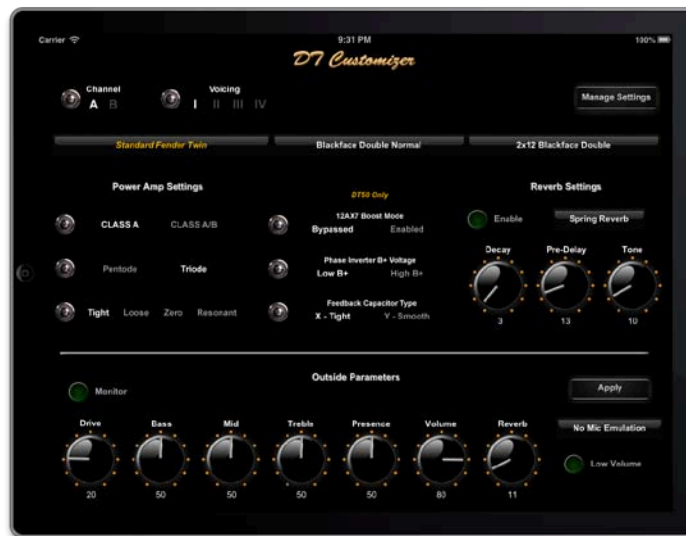 Carrier 9:31 PM 100%
DT Customizer
Channel Voicing
A B I II III IV
Manage Settings
Standard Fender Twin Blackface Double Normal 2x12 Blackface Double
Power Amp Settings
DT50 Only
Reverb Settings
CLASS A CLASS A/B
12AX7 Boost Mode
Bypassed Enabled
Enable Spring Reverb
Pentode Triode
Phase Inverter B+ Voltage
Low B+ High B+
Decay Pre-Delay Tone
Tight Loose Zero Resonant
Feedback Capacitor Type
X - Tight Y - Smooth
3 13 10
Outside Parameters
Monitor
Apply
Drive Bass Mid Treble Presence Volume Reverb
No Mic Emulation
Low Volume
20 50 50 50 50 80 11